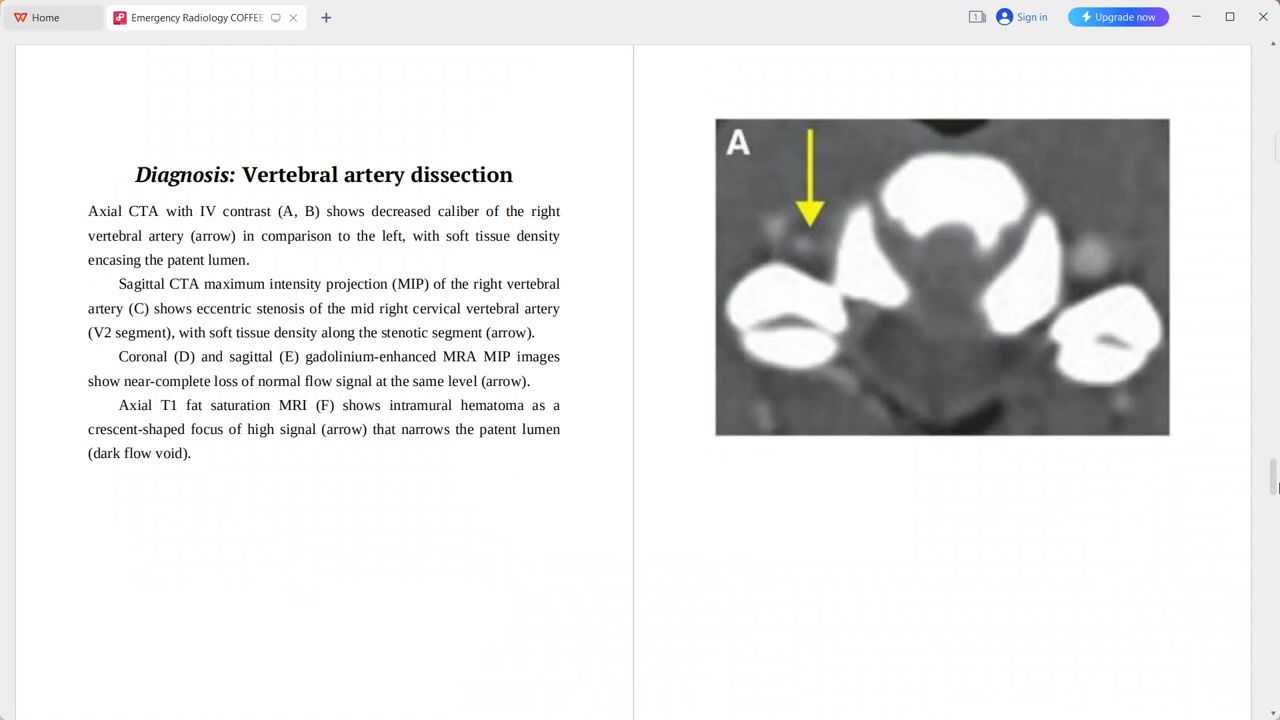 Home
Emergency Radiology COFFEE
1
Sign in
Upgrade now
Diagnosis: Vertebral artery dissection
Axial CTA with IV contrast (A, B) shows decreased caliber of the right
vertebral artery (arrow) in comparison to the left, with soft tissue density
encasing the patent lumen.
Sagittal CTA maximum intensity projection (MIP) of the right vertebral
artery (C) shows eccentric stenosis of the mid right cervical vertebral artery
(V2 segment), with soft tissue density along the stenotic segment (arrow).
Coronal (D) and sagittal (E) gadolinium-enhanced MRA MIP images
show near-complete loss of normal flow signal at the same level (arrow).
Axial T1 fat saturation MRI (F) shows intramural hematoma as a
crescent-shaped focus of high signal (arrow) that narrows the patent lumen
(dark flow void).
A